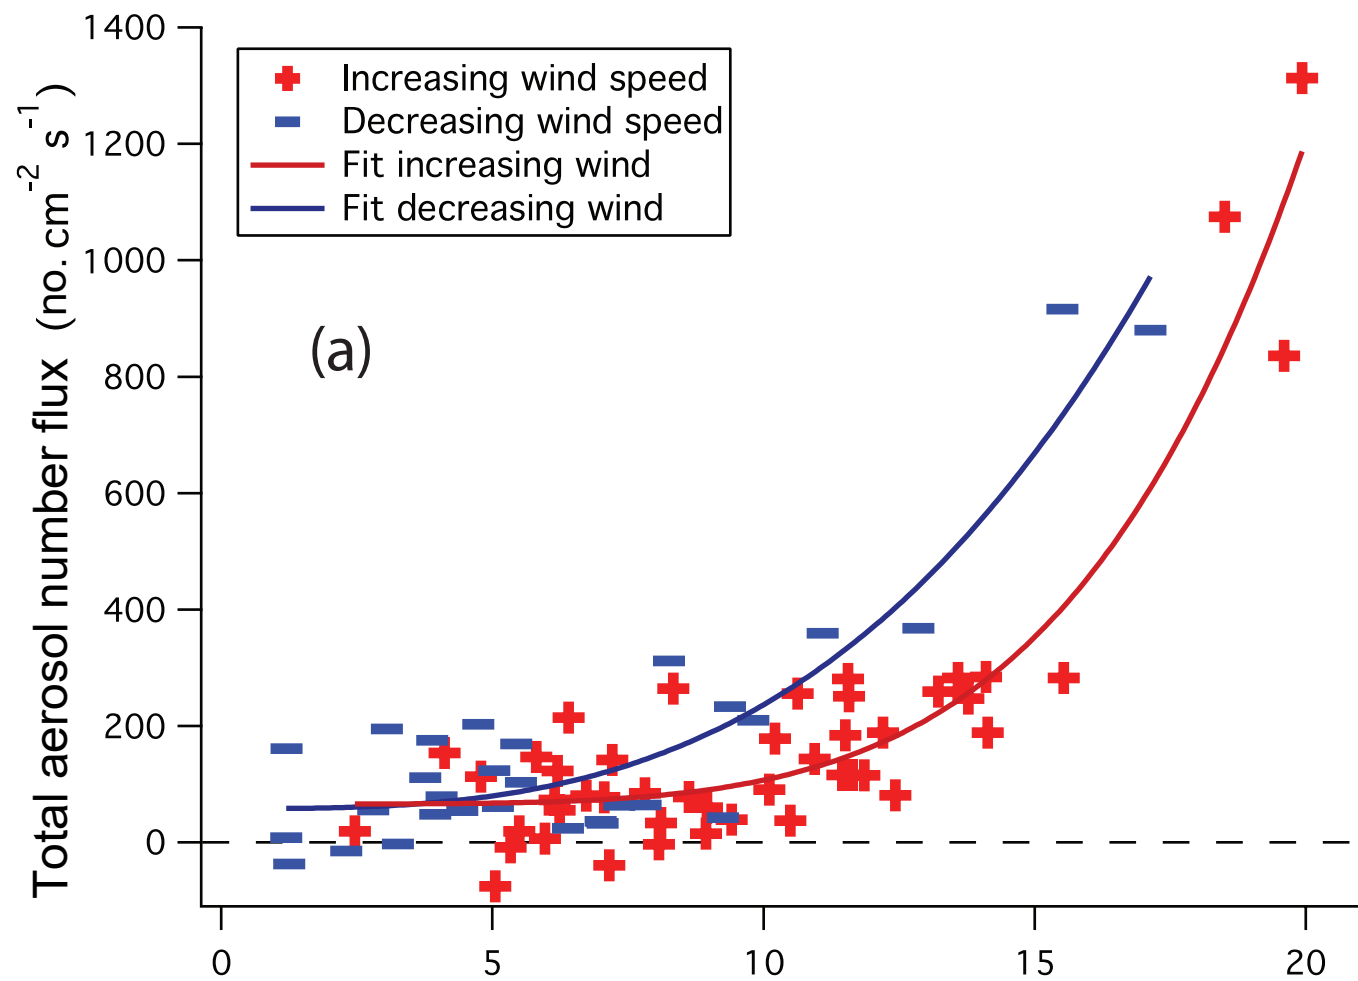 Total aerosol number flux (no. cm⁻² s⁻¹)
1400
1200
1000
800
600
400
200
0
Increasing wind speed
Decreasing wind speed
Fit increasing wind
Fit decreasing wind
(a)
0 5 10 15 20